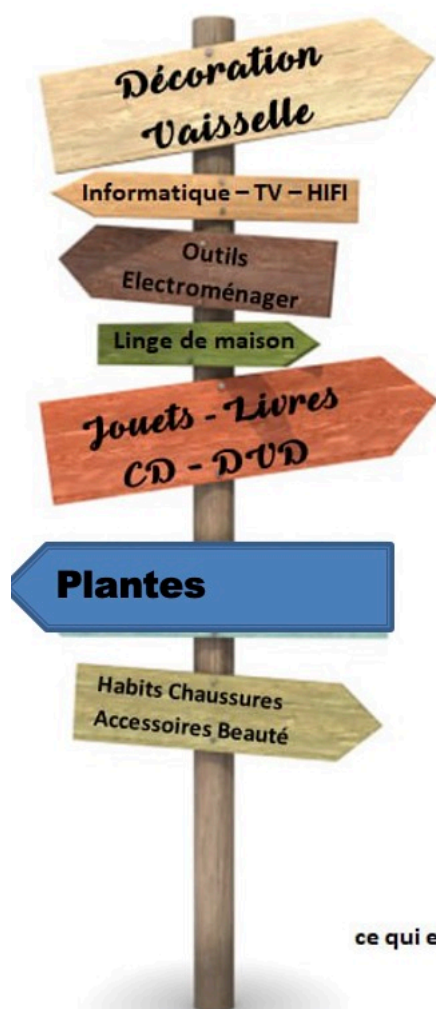 Décoration
Vaisselle
Informatique – TV – HIFI
Outils
Electroménager
Linge de maison
Jouets - Livres
CD - DVD
Plantes
Habits Chaussures
Accessoires Beauté
ce qui e